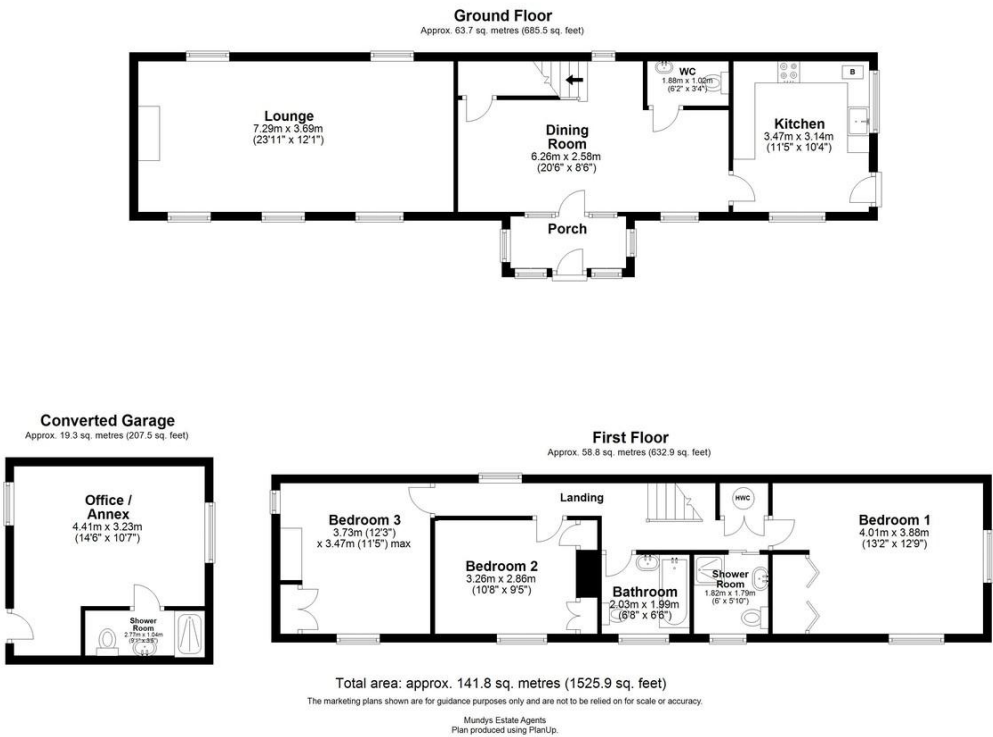 Ground Floor
Approx. 63.7 sq. metres (685.5 sq. feet)
Lounge
7.29m x 3.69m
(23'11" x 12'1")
Dining
Room
6.26m x 2.58m
(20'6" x 8'6")
WC
1.88m x 1.02m
(6'2" x 3'4")
B
Kitchen
3.47m x 3.14m
(11'5" x 10'4")
Porch
Converted Garage
Approx. 19.3 sq. metres (207.5 sq. feet)
Office /
Annex
4.41m x 3.23m
(14'6" x 10'7")
Shower
Room
2.77m x 1.04m
First Floor
Approx. 58.8 sq. metres (632.9 sq. feet)
Landing
HWC
Bedroom 3
3.73m (12'3")
x 3.47m (11'5") max
Bedroom 2
3.26m x 2.86m
(10'8" x 9'5")
Bathroom
2.03m x 1.99m
(6'8" x 6'6")
Shower
Room
1.82m x 1.79m
(6' x 5'10")
Bedroom 1
4.01m x 3.88m
(13'2" x 12'9")
Total area: approx. 141.8 sq. metres (1525.9 sq. feet)
The marketing plans shown are for guidance purposes only and are not to be relied on for scale or accuracy.
Mundys Estate Agents
Plan produced using PlanUp.